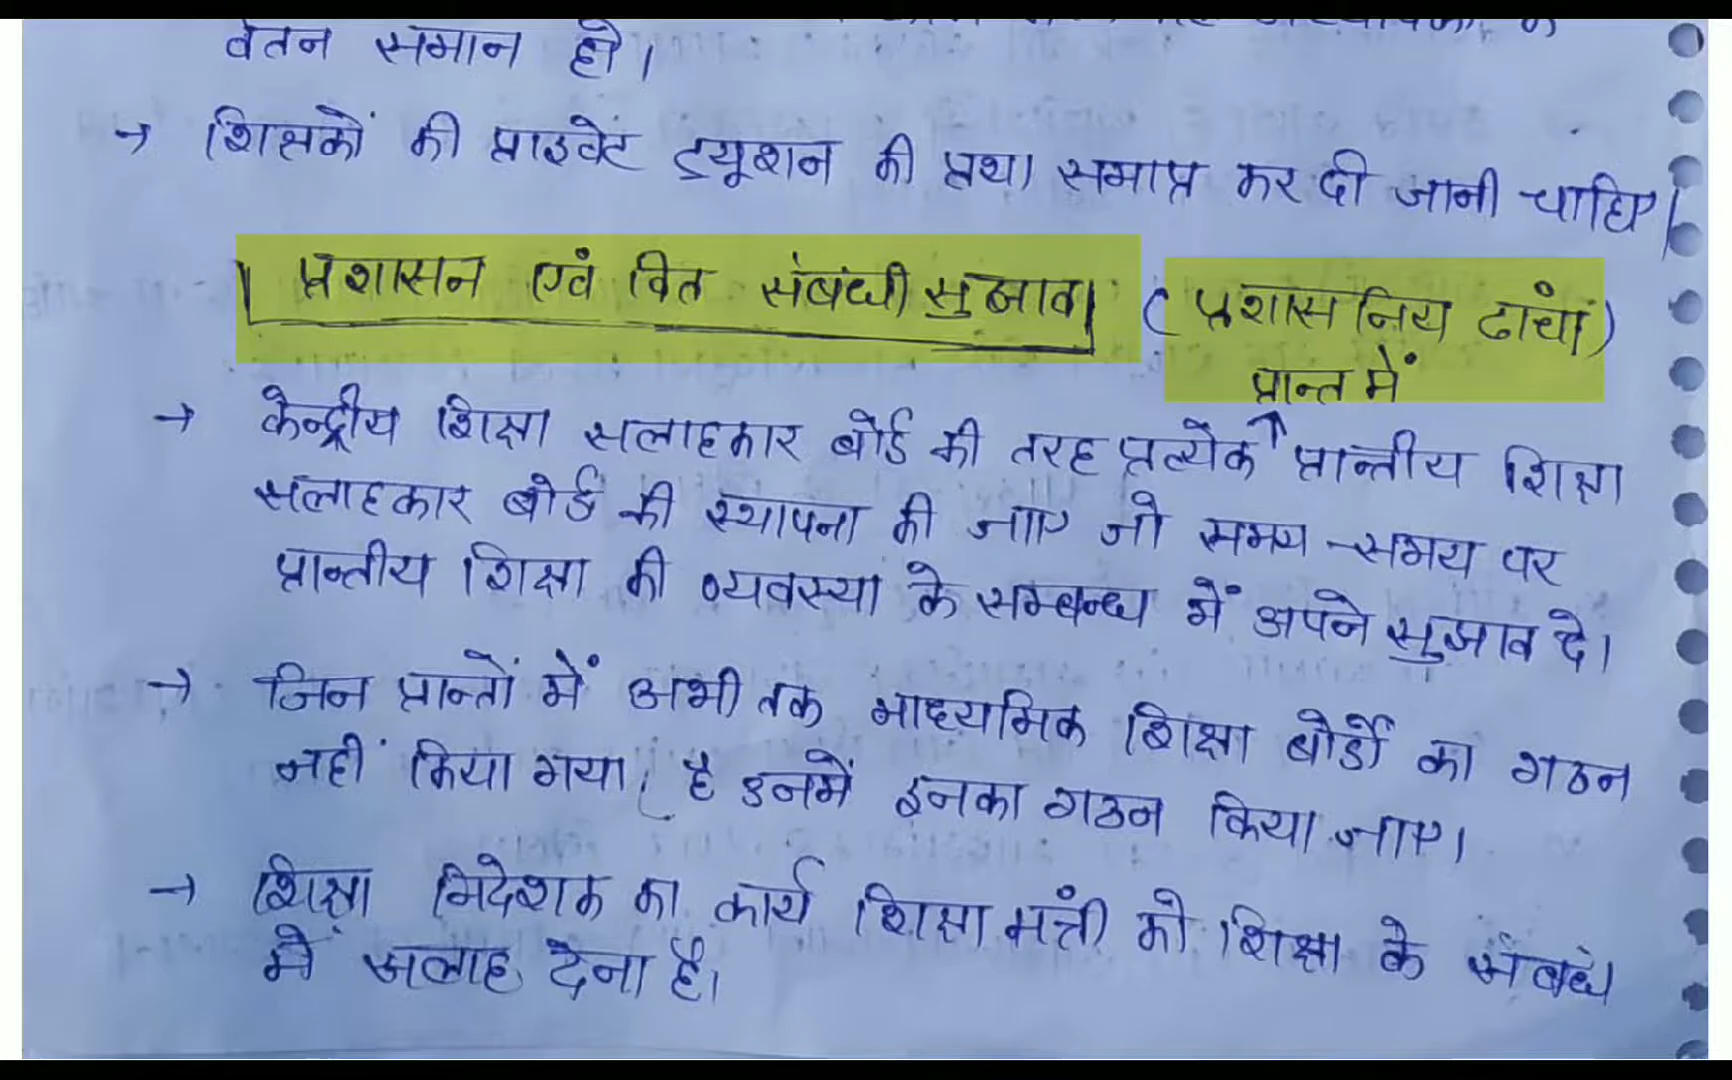 वेतन समान हो।
→ शिक्षकों की प्राइवेट ट्यूशन की प्रथा समाप्त कर दी जानी चाहिए।
प्रशासन एवं वित संबंधी सुझाव (प्रशासनिय ढांचा)
प्रान्त में
→ केन्द्रीय शिक्षा सलाहकार बोर्ड की तरह प्रत्येक प्रान्तीय शिक्षा
सलाहकार बोर्ड की स्थापना की जाए जो समय-समय पर
प्रान्तीय शिक्षा की व्यवस्था के सम्बन्ध में अपने सुझाव दे।
→ जिन प्रान्तों में अभी तक माध्यमिक शिक्षा बोर्डों का गठन
नहीं किया गया है उनमें इनका गठन किया जाए।
→ शिक्षा निदेशक का कार्य शिक्षा मंत्री को शिक्षा के संबंध
में सलाह देना है।